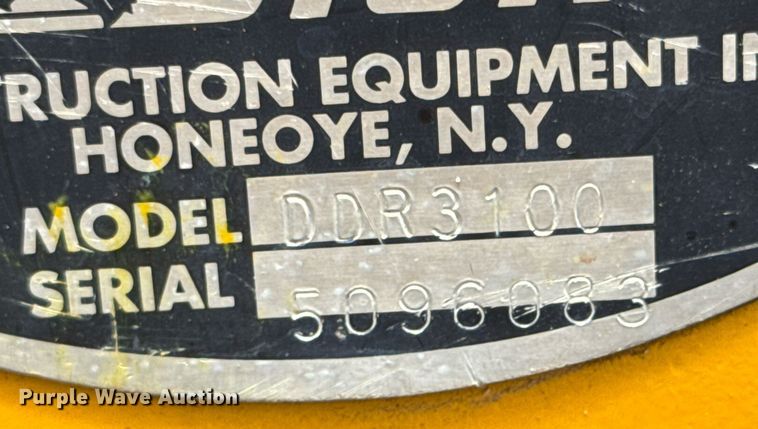 RUCTION EQUIPMENT IN
HONEOYE, N.Y.
MODEL DDR3100
SERIAL 5096083
Purple Wave Auction